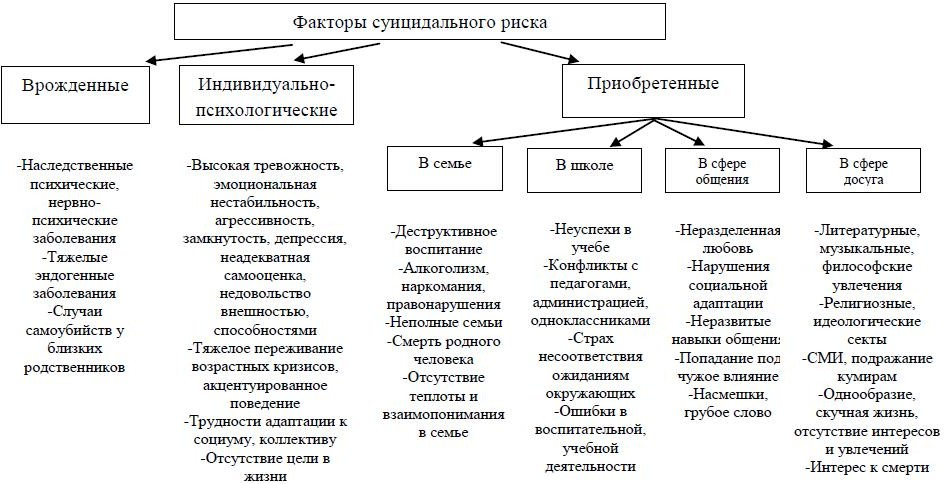 Факторы суицидального риска
Врожденные
Индивидуально-
психологические
Приобретенные
-Наследственные
психические,
нервно-
психические
заболевания
-Тяжелые
эндогенные
заболевания
-Случаи
самоубийств у
близких
родственников
-Высокая тревожность,
эмоциональная
нестабильность,
агрессивность,
замкнутость, депрессия,
неадекватная
самооценка,
недовольство
внешностью,
способностями
-Тяжелое переживание
возрастных кризисов,
акцентуированное
поведение
-Трудности адаптации к
социуму, коллективу
-Отсутствие цели в
жизни
В семье
-Деструктивное
воспитание
-Алкоголизм,
наркомания,
правонарушения
-Неполные семьи
-Смерть родного
человека
-Отсутствие
теплоты и
взаимопонимания
в семье
В школе
-Неуспехи в
учебе
-Конфликты с
педагогами,
администрацией,
одноклассниками
-Страх
несоответствия
ожиданиям
окружающих
-Ошибки в
воспитательной,
учебной
деятельности
В сфере
общения
-Неразделенная
любовь
-Нарушения
социальной
адаптации
-Неразвитые
навыки общения
-Попадание под
чужое влияние
-Насмешки,
грубое слово
В сфере
досуга
-Литературные,
музыкальные,
философские
увлечения
-Религиозные,
идеологические
секты
-СМИ, подражание
кумирам
-Однообразие,
скучная жизнь,
отсутствие интересов
и увлечений
-Интерес к смерти